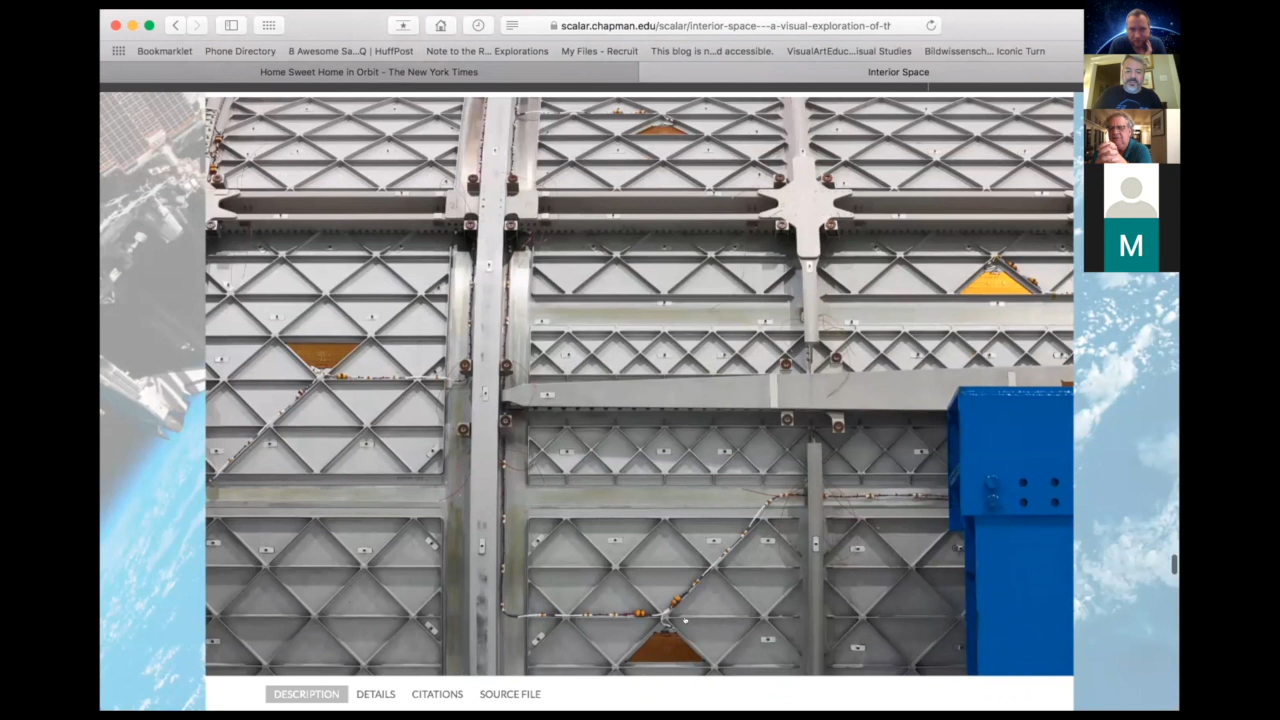 scalar.chapman.edu/scalar/interior-space---a-visual-exploration-of-th
Bookmarklet Phone Directory 8 Awesome Sa...Q | HuffPost Note to the R... Explorations My Files - Recruit This blog is n...d accessible. VisualArtEduc...isual Studies Bildwissensch... Iconic Turn
Home Sweet Home in Orbit - The New York Times Interior Space
M
DESCRIPTION DETAILS CITATIONS SOURCE FILE